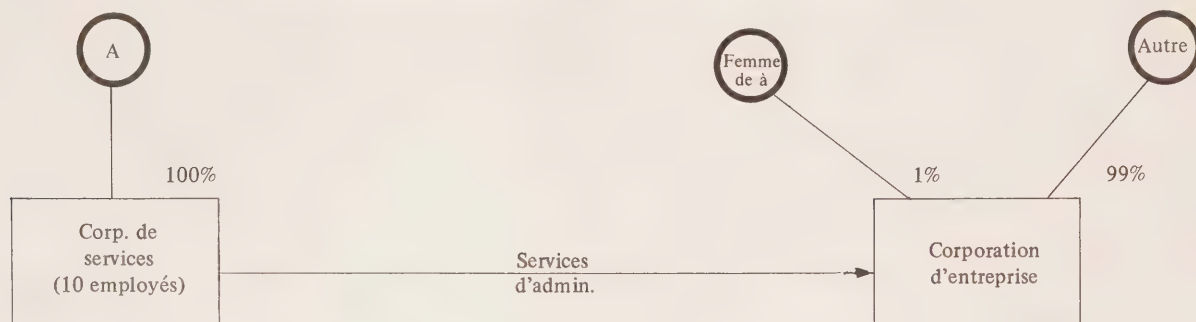 A
Femme
de à
Autre
100%
1%
99%
Corp. de
services
(10 employés)
Services
d'admin.
Corporation
d'entreprise